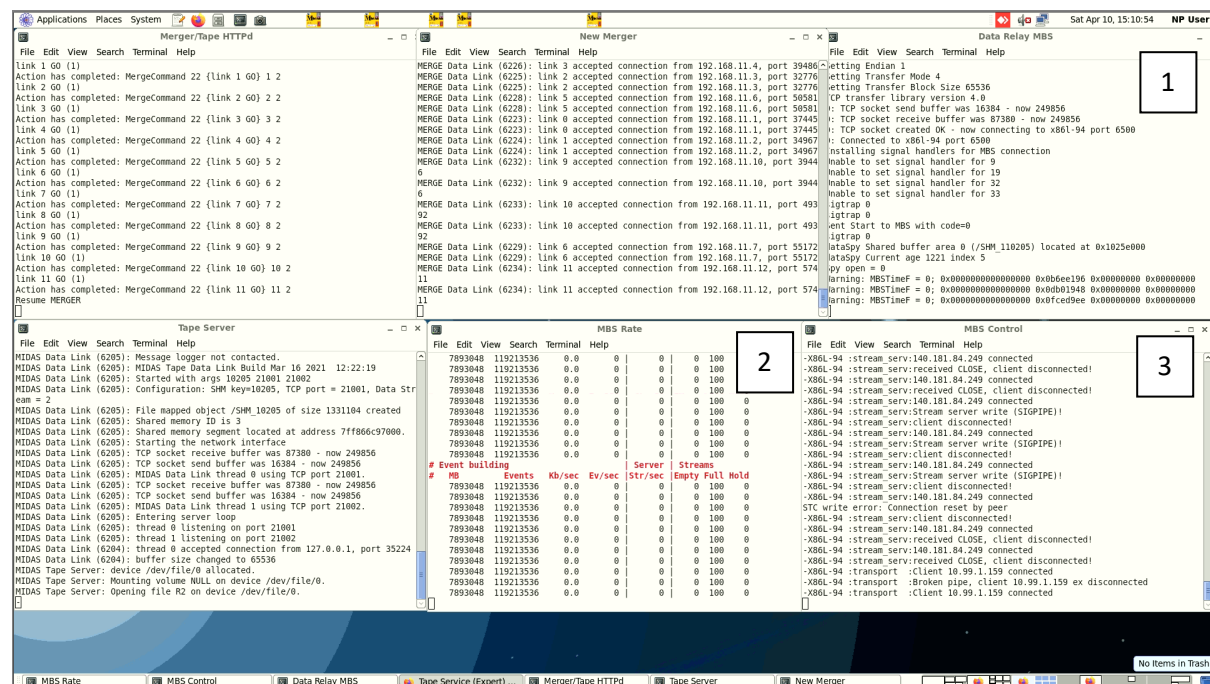 Applications Places System
Sat Apr 10, 15:10:54 NP User
Merger/Tape HTTPd
File Edit View Search Terminal Help
link 1 GO (1)
Action has completed: MergeCommand 22 {link 1 GO} 1 2
link 2 GO (1)
Action has completed: MergeCommand 22 {link 2 GO} 2 2
link 3 GO (1)
Action has completed: MergeCommand 22 {link 3 GO} 3 2
link 4 GO (1)
Action has completed: MergeCommand 22 {link 4 GO} 4 2
link 5 GO (1)
Action has completed: MergeCommand 22 {link 5 GO} 5 2
link 6 GO (1)
Action has completed: MergeCommand 22 {link 6 GO} 6 2
link 7 GO (1)
Action has completed: MergeCommand 22 {link 7 GO} 7 2
link 8 GO (1)
Action has completed: MergeCommand 22 {link 8 GO} 8 2
link 9 GO (1)
Action has completed: MergeCommand 22 {link 9 GO} 9 2
link 10 GO (1)
Action has completed: MergeCommand 22 {link 10 GO} 10 2
link 11 GO (1)
Action has completed: MergeCommand 22 {link 11 GO} 11 2
Resume MERGER
New Merger
File Edit View Search Terminal Help
MERGE Data Link (6226): link 3 accepted connection from 192.168.11.4, port 39486
MERGE Data Link (6225): link 2 accepted connection from 192.168.11.3, port 32776
MERGE Data Link (6225): link 2 accepted connection from 192.168.11.3, port 32776
MERGE Data Link (6228): link 5 accepted connection from 192.168.11.6, port 50581
MERGE Data Link (6228): link 5 accepted connection from 192.168.11.6, port 50581
MERGE Data Link (6223): link 0 accepted connection from 192.168.11.1, port 37445
MERGE Data Link (6223): link 0 accepted connection from 192.168.11.1, port 37445
MERGE Data Link (6224): link 1 accepted connection from 192.168.11.2, port 34967
MERGE Data Link (6224): link 1 accepted connection from 192.168.11.2, port 34967
MERGE Data Link (6232): link 9 accepted connection from 192.168.11.10, port 3944
6
MERGE Data Link (6232): link 9 accepted connection from 192.168.11.10, port 3944
6
MERGE Data Link (6233): link 10 accepted connection from 192.168.11.11, port 493
92
MERGE Data Link (6233): link 10 accepted connection from 192.168.11.11, port 493
92
MERGE Data Link (6229): link 6 accepted connection from 192.168.11.7, port 55172
MERGE Data Link (6229): link 6 accepted connection from 192.168.11.7, port 55172
MERGE Data Link (6234): link 11 accepted connection from 192.168.11.12, port 574
11
MERGE Data Link (6234): link 11 accepted connection from 192.168.11.12, port 574
11
Data Relay MBS
File Edit View Search Terminal Help
1
etting Endian 1
etting Transfer Mode 4
etting Transfer Block Size 65536
CP transfer library version 4.0
: TCP socket send buffer was 16384 - now 249856
: TCP socket receive buffer was 87380 - now 249856
: TCP socket created OK - now connecting to x86l-94 port 6500
: Connected to x86l-94 port 6500
nstalling signal handlers for MBS connection
nable to set signal handler for 9
nable to set signal handler for 19
nable to set signal handler for 32
nable to set signal handler for 33
igtrap 0
igtrap 0
ent Start to MBS with code=0
igtrap 0
ataSpy Shared buffer area 0 (/SHM_110205) located at 0x1025e000
ataSpy Current age 1221 index 5
py open = 0
arning: MBSTimeF = 0; 0x0000000000000000 0x0b6ee196 0x00000000 0x00000000
arning: MBSTimeF = 0; 0x0000000000000000 0x0db01948 0x00000000 0x00000000
arning: MBSTimeF = 0; 0x0000000000000000 0x0fced9ee 0x00000000 0x00000000
Tape Server
File Edit View Search Terminal Help
MIDAS Data Link (6205): Message logger not contacted.
MIDAS Data Link (6205): MIDAS Tape Data Link Build Mar 16 2021 12:22:19
MIDAS Data Link (6205): Started with args 10205 21001 21002
MIDAS Data Link (6205): Configuration: SHM key=10205, TCP port = 21001, Data Str
eam = 2
MIDAS Data Link (6205): File mapped object /SHM_10205 of size 1331104 created
MIDAS Data Link (6205): Shared memory ID is 3
MIDAS Data Link (6205): Shared memory segment located at address 7ff866c97000.
MIDAS Data Link (6205): Starting the network interface
MIDAS Data Link (6205): TCP socket receive buffer was 87380 - now 249856
MIDAS Data Link (6205): TCP socket send buffer was 16384 - now 249856
MIDAS Data Link (6205): MIDAS Data Link thread 0 using TCP port 21001.
MIDAS Data Link (6205): TCP socket receive buffer was 87380 - now 249856
MIDAS Data Link (6205): TCP socket send buffer was 16384 - now 249856
MIDAS Data Link (6205): MIDAS Data Link thread 1 using TCP port 21002.
MIDAS Data Link (6205): Entering server loop
MIDAS Data Link (6205): thread 0 listening on port 21001
MIDAS Data Link (6205): thread 1 listening on port 21002
MIDAS Data Link (6204): thread 0 accepted connection from 127.0.0.1, port 35224
MIDAS Data Link (6204): buffer size changed to 65536
MIDAS Tape Server: device /dev/file/0 allocated.
MIDAS Tape Server: Mounting volume NULL on device /dev/file/0.
MIDAS Tape Server: Opening file R2 on device /dev/file/0.
MBS Rate
File Edit View Search Terminal Help
2
7893048 119213536 0.0 0 | 0 | 0 100
7893048 119213536 0.0 0 | 0 | 0 100
7893048 119213536 0.0 0 | 0 | 0 100
7893048 119213536 0.0 0 | 0 | 0 100
7893048 119213536 0.0 0 | 0 | 0 100 0
7893048 119213536 0.0 0 | 0 | 0 100 0
7893048 119213536 0.0 0 | 0 | 0 100 0
7893048 119213536 0.0 0 | 0 | 0 100 0
7893048 119213536 0.0 0 | 0 | 0 100 0
7893048 119213536 0.0 0 | 0 | 0 100 0
# Event building | Server | Streams
# MB Events Kb/sec Ev/sec |Str/sec |Empty Full Hold
7893048 119213536 0.0 0 | 0 | 0 100 0
7893048 119213536 0.0 0 | 0 | 0 100 0
7893048 119213536 0.0 0 | 0 | 0 100 0
7893048 119213536 0.0 0 | 0 | 0 100 0
7893048 119213536 0.0 0 | 0 | 0 100 0
7893048 119213536 0.0 0 | 0 | 0 100 0
7893048 119213536 0.0 0 | 0 | 0 100 0
7893048 119213536 0.0 0 | 0 | 0 100 0
7893048 119213536 0.0 0 | 0 | 0 100 0
7893048 119213536 0.0 0 | 0 | 0 100 0
7893048 119213536 0.0 0 | 0 | 0 100 0
MBS Control
File Edit View Search Terminal Help
3
-X86L-94 :stream_serv:140.181.84.249 connected
-X86L-94 :stream_serv:received CLOSE, client disconnected!
-X86L-94 :stream_serv:140.181.84.249 connected
-X86L-94 :stream_serv:received CLOSE, client disconnected!
-X86L-94 :stream_serv:140.181.84.249 connected
-X86L-94 :stream_serv:Stream server write (SIGPIPE)!
-X86L-94 :stream_serv:client disconnected!
-X86L-94 :stream_serv:140.181.84.249 connected
-X86L-94 :stream_serv:Stream server write (SIGPIPE)!
-X86L-94 :stream_serv:client disconnected!
-X86L-94 :stream_serv:140.181.84.249 connected
-X86L-94 :stream_serv:Stream server write (SIGPIPE)!
-X86L-94 :stream_serv:client disconnected!
-X86L-94 :stream_serv:140.181.84.249 connected
STC write error: Connection reset by peer
-X86L-94 :stream_serv:client disconnected!
-X86L-94 :stream_serv:140.181.84.249 connected
-X86L-94 :stream_serv:received CLOSE, client disconnected!
-X86L-94 :stream_serv:140.181.84.249 connected
-X86L-94 :stream_serv:received CLOSE, client disconnected!
-X86L-94 :transport :Client 10.99.1.159 connected
-X86L-94 :transport :Broken pipe, client 10.99.1.159 ex disconnected
-X86L-94 :transport :Client 10.99.1.159 connected
No Items in Trash
MBS Rate
MBS Control
Data Relay MBS
Tape Service (Expert) ...
Merger/Tape HTTPd
Tape Server
New Merger